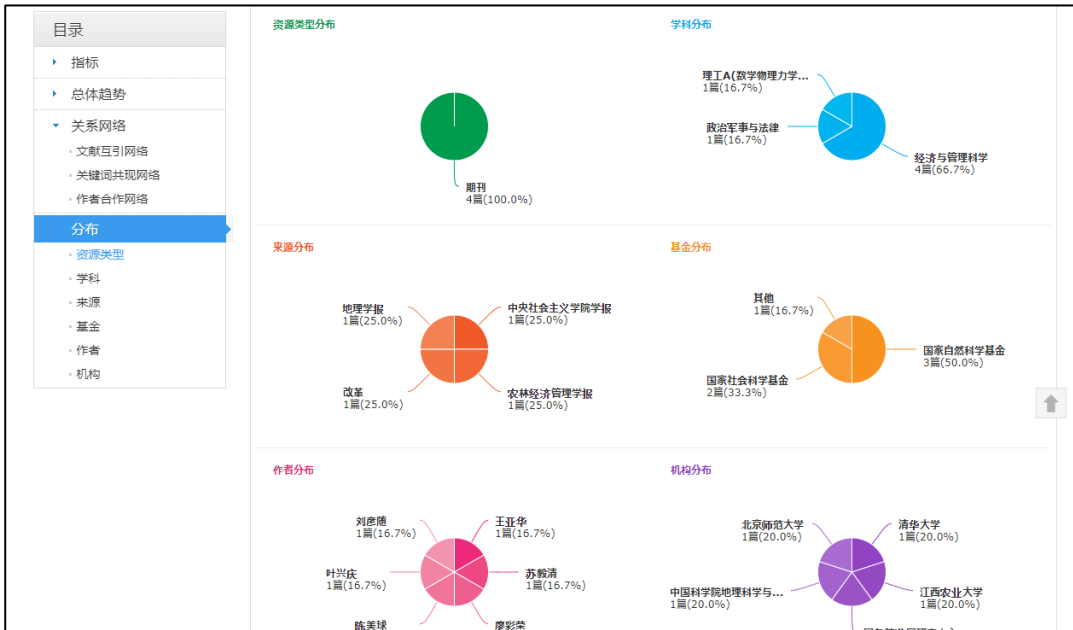 目录
指标
总体趋势
关系网络
文献互引网络
关键词共现网络
作者合作网络
分布
资源类型
学科
来源
基金
作者
机构
资源类型分布
期刊
4篇(100.0%)
学科分布
理工A(数学物理力学...
1篇(16.7%)
政治军事与法律
1篇(16.7%)
经济与管理科学
4篇(66.7%)
来源分布
地理学报
1篇(25.0%)
中央社会主义学院学报
1篇(25.0%)
改革
1篇(25.0%)
农林经济管理学报
1篇(25.0%)
基金分布
其他
1篇(16.7%)
国家自然科学基金
3篇(50.0%)
国家社会科学基金
2篇(33.3%)
作者分布
刘彦随
1篇(16.7%)
王亚华
1篇(16.7%)
叶兴庆
1篇(16.7%)
苏毅清
1篇(16.7%)
陈美球
廖彩荣
机构分布
北京师范大学
1篇(20.0%)
清华大学
1篇(20.0%)
中国科学院地理科学与...
1篇(20.0%)
江西农业大学
1篇(20.0%)